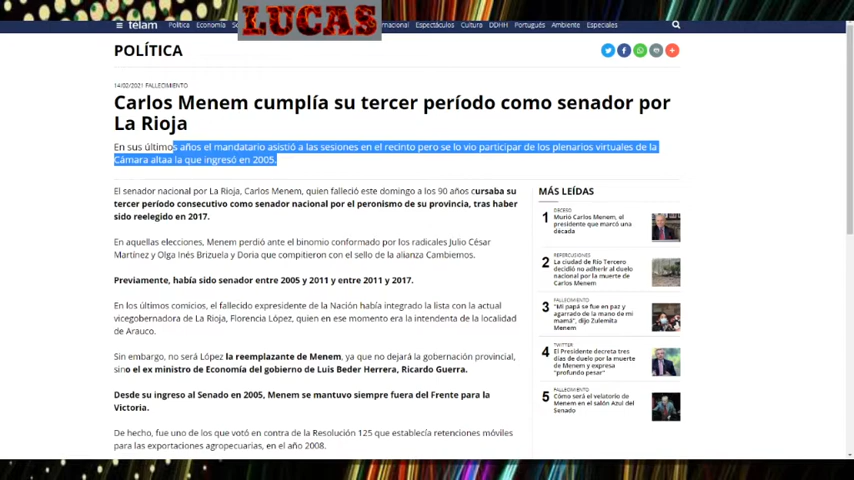 LUCAS
telam
Política Economía rnacional Espectáculos Cultura DDHH Portugués Ambiente Especiales
POLÍTICA
14/02/2021 FALLECIMIENTO
Carlos Menem cumplía su tercer período como senador por
La Rioja
En sus últimos años el mandatario asistió a las sesiones en el recinto pero se lo vio participar de los plenarios virtuales de la
Cámara altaa la que ingresó en 2005.
El senador nacional por La Rioja, Carlos Menem, quien falleció este domingo a los 90 años cursaba su
tercer período consecutivo como senador nacional por el peronismo de su provincia, tras haber
sido reelegido en 2017.
En aquellas elecciones, Menem perdió ante el binomio conformado por los radicales Julio César
Martínez y Olga Inés Brizuela y Doria que compitieron con el sello de la alianza Cambiemos.
Previamente, había sido senador entre 2005 y 2011 y entre 2011 y 2017.
En los últimos comicios, el fallecido expresidente de la Nación había integrado la lista con la actual
vicegobernadora de La Rioja, Florencia López, quien en ese momento era la intendenta de la localidad
de Arauco.
Sin embargo, no será López la reemplazante de Menem, ya que no dejará la gobernación provincial,
sino el ex ministro de Economía del gobierno de Luis Beder Herrera, Ricardo Guerra.
Desde su ingreso al Senado en 2005, Menem se mantuvo siempre fuera del Frente para la
Victoria.
De hecho, fue uno de los que votó en contra de la Resolución 125 que establecía retenciones móviles
para las exportaciones agropecuarias, en el año 2008.
MÁS LEÍDAS
1
DECESO
Murió Carlos Menem, el
presidente que marcó una
década
2
REPERCUSIONES
La ciudad de Río Tercero
decidió no adherir al duelo
nacional por la muerte de
Carlos Menem
3
FALLECIMIENTO
"Mi papá se fue en paz y
agarrado de la mano de mi
mamá", dijo Zulemita
Menem
4
TWITTER
El Presidente decreta tres
días de duelo por la muerte
de Menem y expresa
"profundo pesar"
5
FALLECIMIENTO
Cómo será el velatorio de
Menem en el salón Azul del
Senado